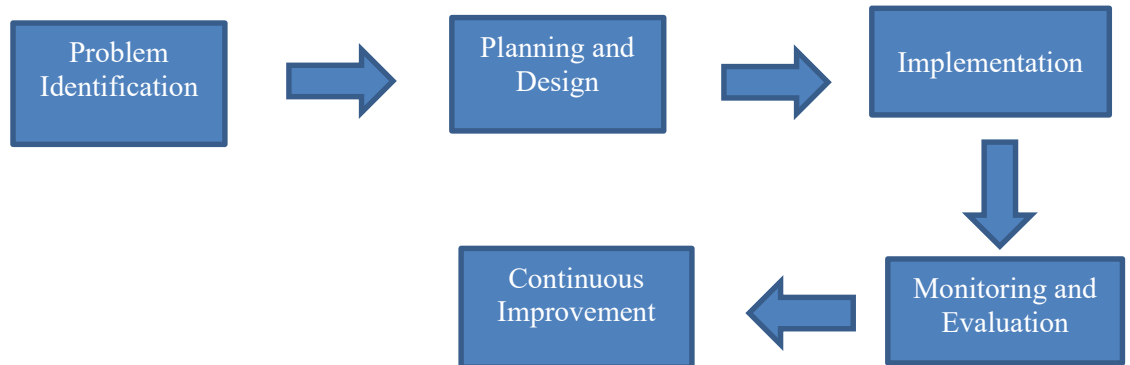 Problem
Identification
Planning and
Design
Implementation
Monitoring and
Evaluation
Continuous
Improvement